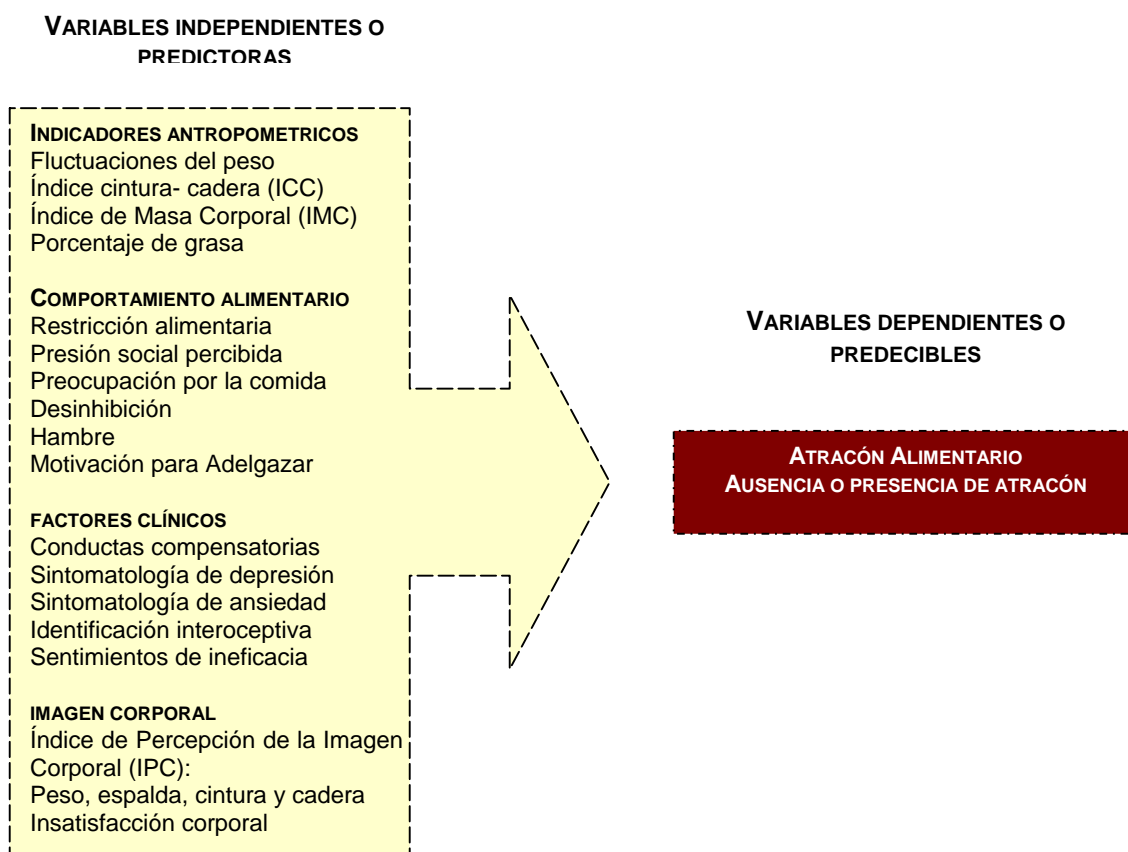 VARIABLES INDEPENDIENTES O
PREDICTORAS
INDICADORES ANTROPOMETRICOS
Fluctuaciones del peso
Índice cintura- cadera (ICC)
Índice de Masa Corporal (IMC)
Porcentaje de grasa
COMPORTAMIENTO ALIMENTARIO
Restricción alimentaria
Presión social percibida
Preocupación por la comida
Desinhibición
Hambre
Motivación para Adelgazar
FACTORES CLÍNICOS
Conductas compensatorias
Sintomatología de depresión
Sintomatología de ansiedad
Identificación interoceptiva
Sentimientos de ineficacia
IMAGEN CORPORAL
Índice de Percepción de la Imagen
Corporal (IPC):
Peso, espalda, cintura y cadera
Insatisfacción corporal
VARIABLES DEPENDIENTES O
PREDECIBLES
ATRACÓN ALIMENTARIO
AUSENCIA O PRESENCIA DE ATRACÓN